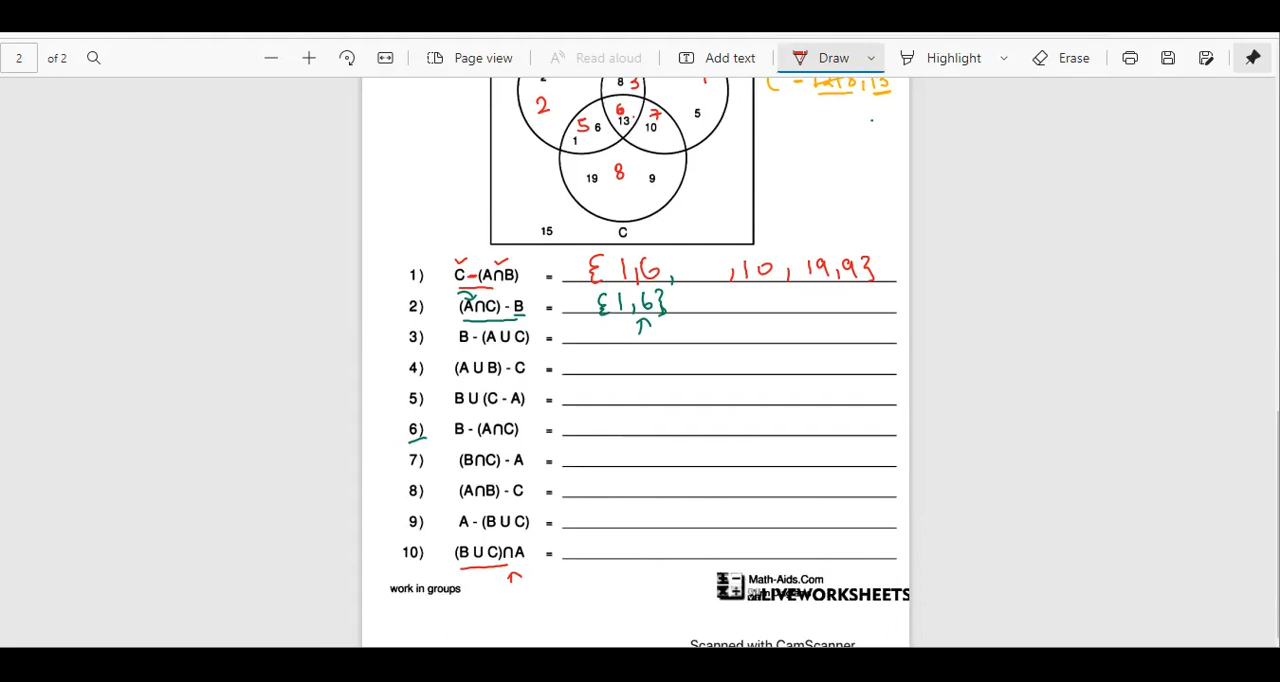 2 of 2 Page view Read aloud Add text Draw Highlight Erase
8 3
2 5 6 6 13 7 10 5
1
19 8 9
15 C
1) C - (A∩B) = {1,6, ,10, 19,9}
2) (A∩C) - B = {1,6}
3) B - (A U C) =
4) (A U B) - C =
5) B U (C - A) =
6) B - (A∩C) =
7) (B∩C) - A =
8) (A∩B) - C =
9) A - (B U C) =
10) (B U C)∩A =
work in groups
Math-Aids.Com
LIVEWORKSHEETS
Scanned with CamScanner